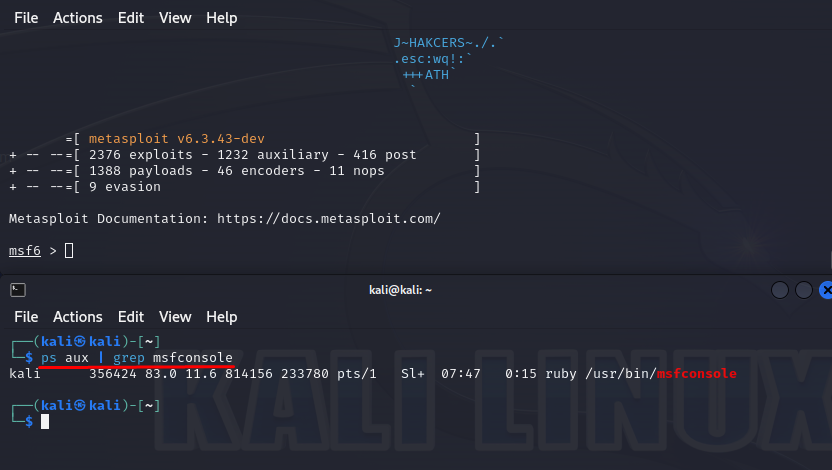 File Actions Edit View Help
J~HAKCERS~./.`
.esc:wq!:`
+++ATH`
`
=[ metasploit v6.3.43-dev ]
+ -- --=[ 2376 exploits - 1232 auxiliary - 416 post ]
+ -- --=[ 1388 payloads - 46 encoders - 11 nops ]
+ -- --=[ 9 evasion ]
Metasploit Documentation: https://docs.metasploit.com/
msf6 >
kali@kali: ~
File Actions Edit View Help
┌──(kali㉿kali)-[~]
└─$ ps aux | grep msfconsole
kali 356424 83.0 11.6 814156 233780 pts/1 Sl+ 07:47 0:15 ruby /usr/bin/msfconsole
┌──(kali㉿kali)-[~]
└─$
KALI LINUX